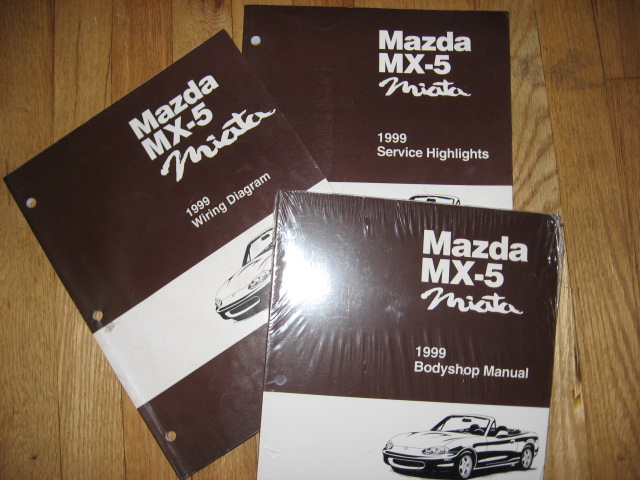 Mazda
MX-5
Miata
1999
Wiring Diagram
Mazda
MX-5
Miata
1999
Service Highlights
Mazda
MX-5
Miata
1999
Bodyshop Manual